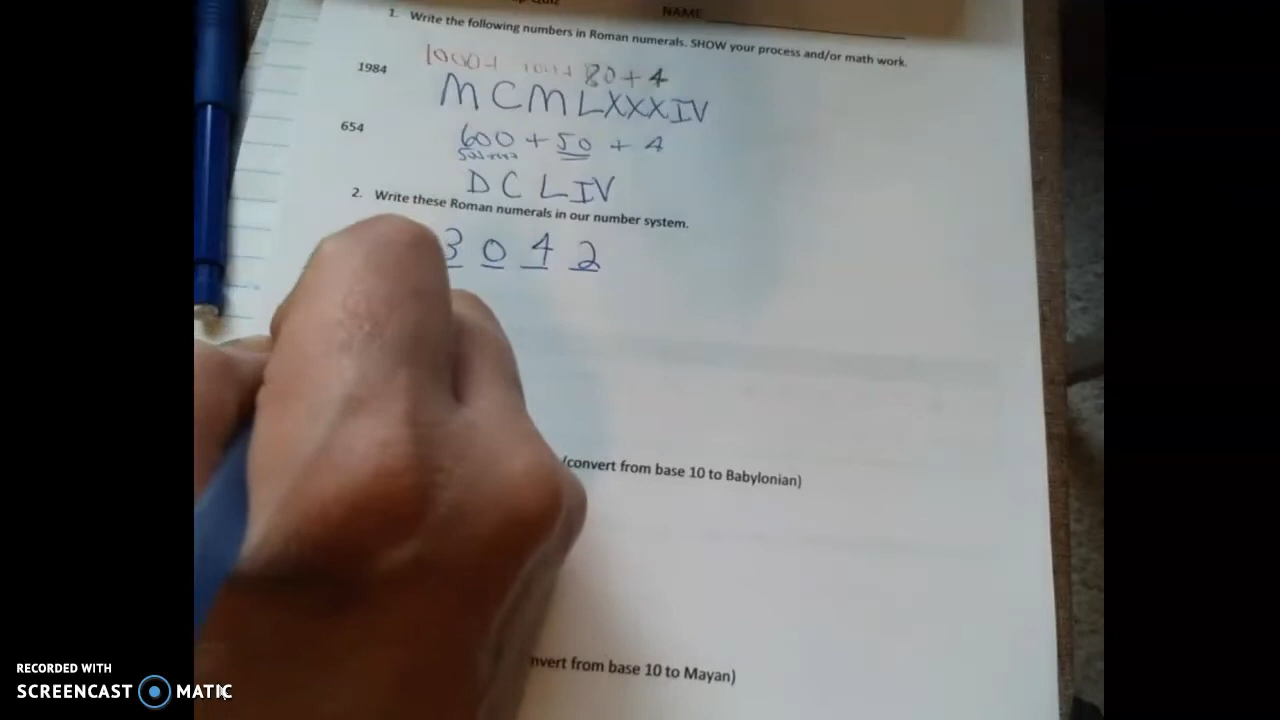 Quiz
NAME
1. Write the following numbers in Roman numerals. SHOW your process and/or math work.
1000+ 80+4
1984
MCMLXXXIV
654
600 + 50 + 4
DCLIV
2. Write these Roman numerals in our number system.
3 0 4 2
/convert from base 10 to Babylonian)
nvert from base 10 to Mayan)
RECORDED WITH
SCREENCAST MATIC